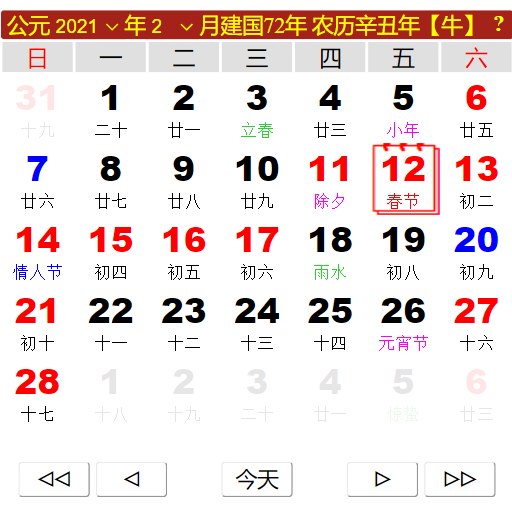 公元 2021 年 2 月建国72年 农历辛丑年【牛】 ?
日 一 二 三 四 五 六
31 1 2 3 4 5 6
十九 二十 廿一 立春 廿三 小年 廿五
7 8 9 10 11 12 13
廿六 廿七 廿八 廿九 除夕 春节 初二
14 15 16 17 18 19 20
情人节 初四 初五 初六 雨水 初八 初九
21 22 23 24 25 26 27
初十 十一 十二 十三 十四 元宵节 十六
28 1 2 3 4 5 6
十七 十八 十九 二十 廿一 惊蛰 廿三
◁◁ ◁ 今天 ▷ ▷▷